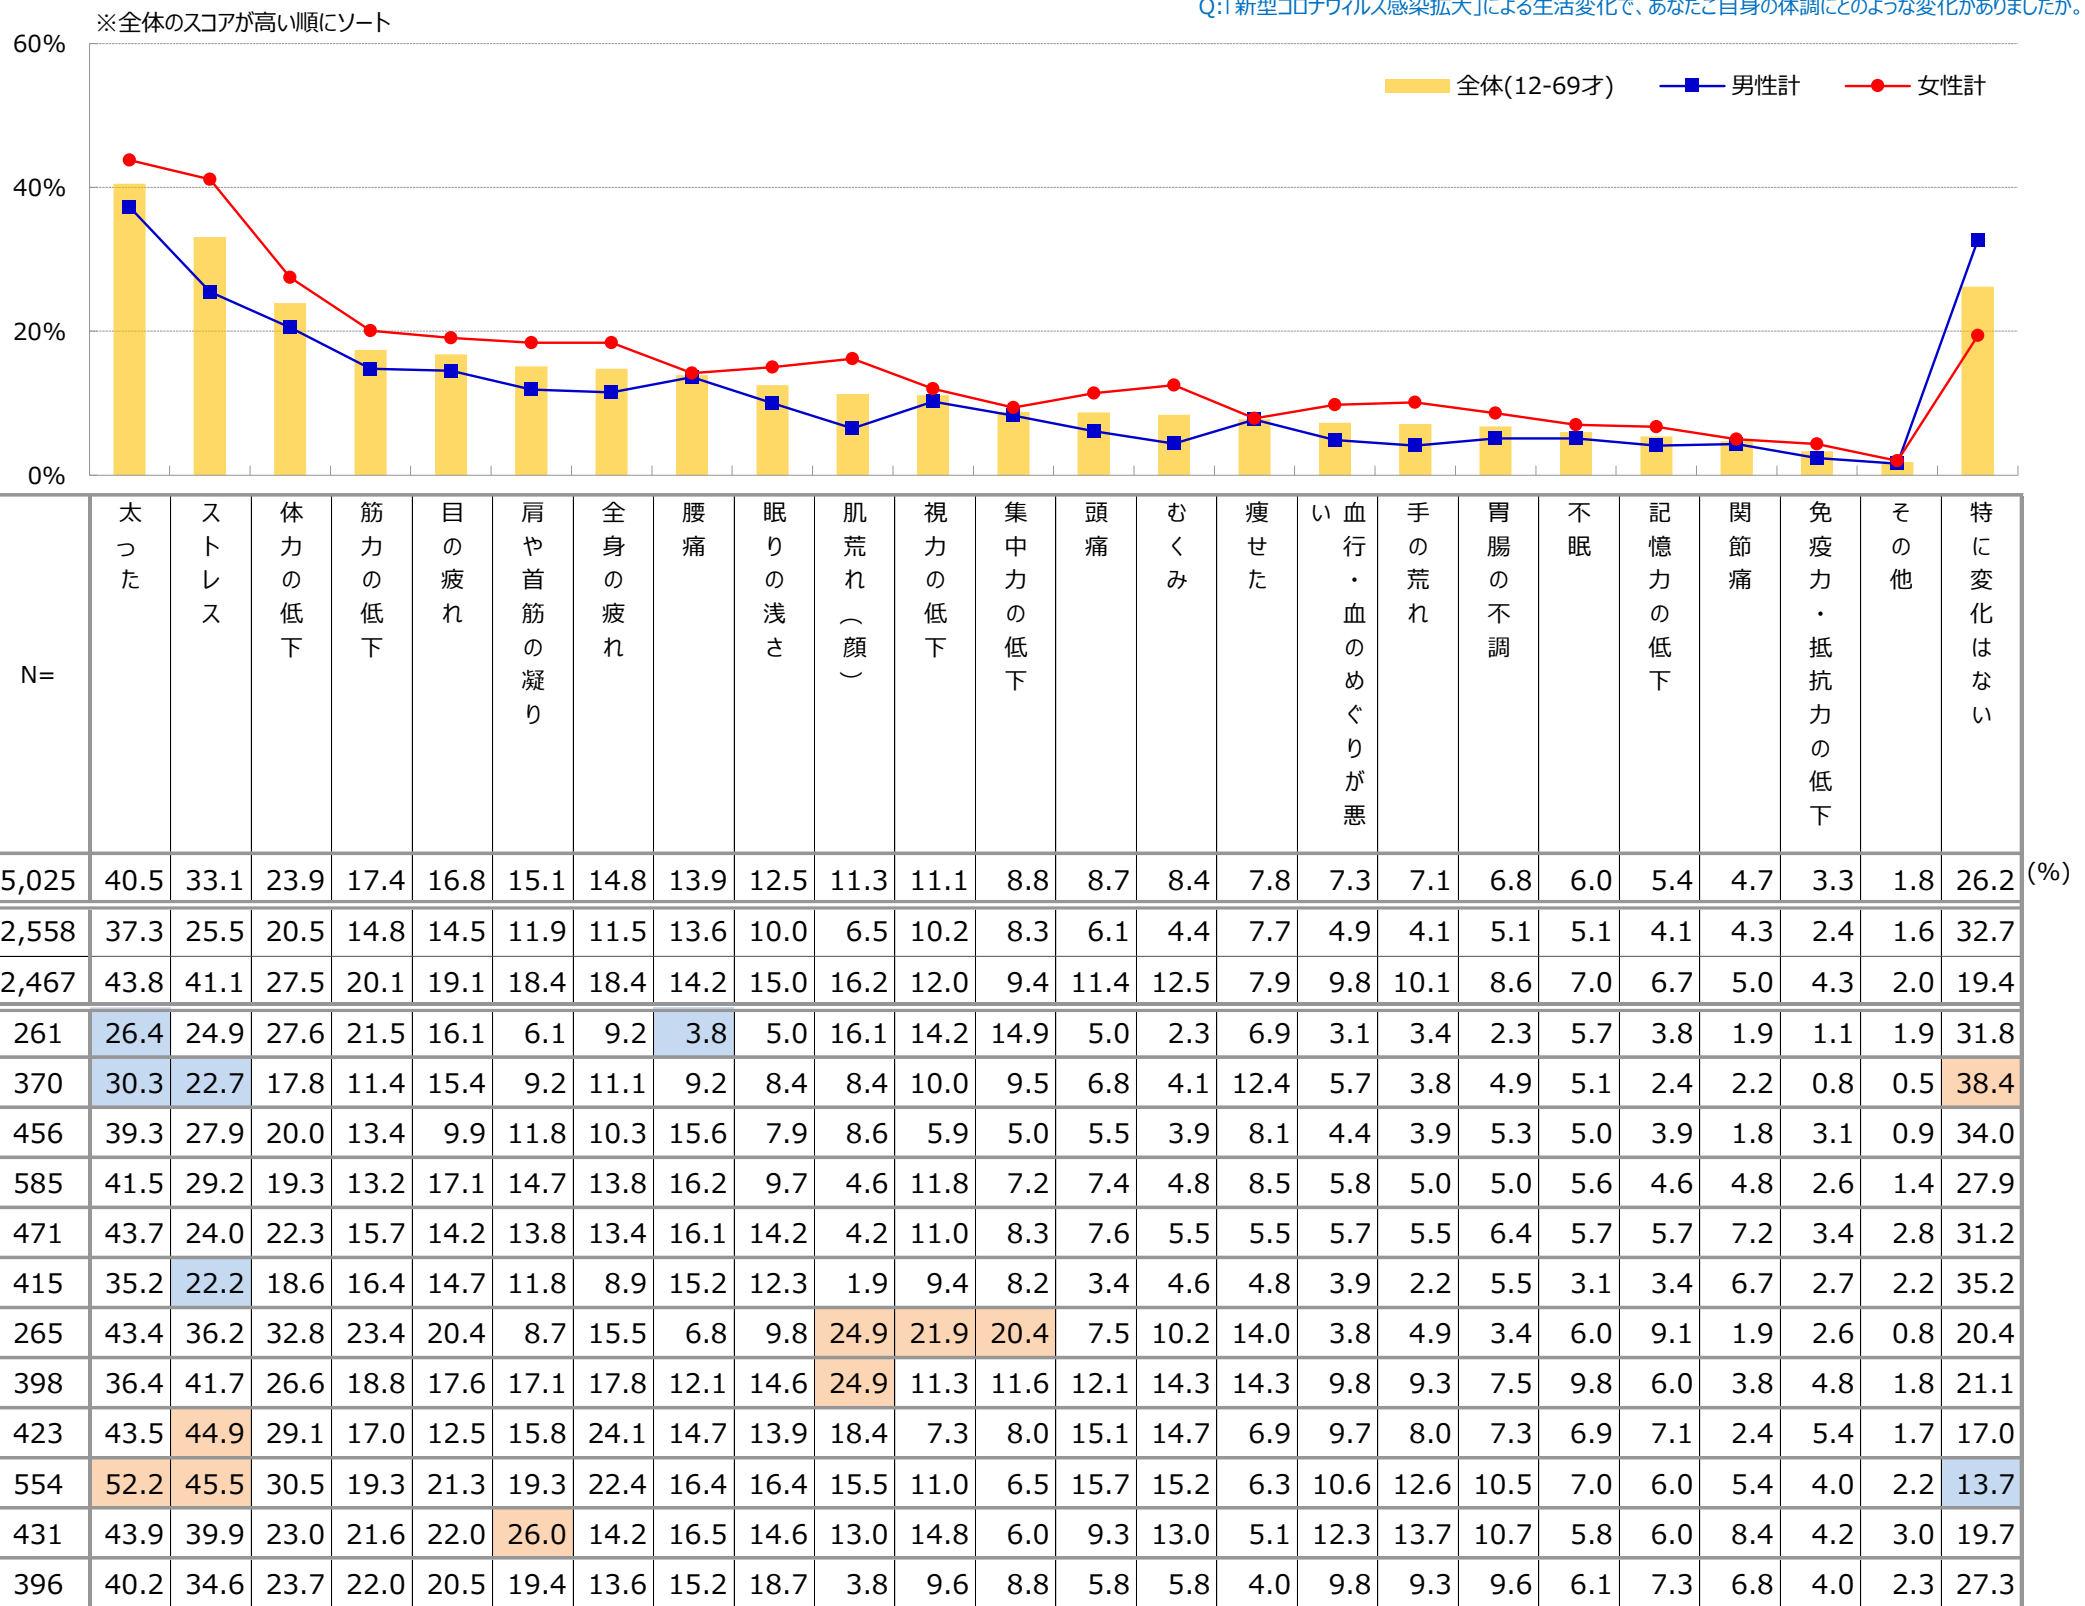 Q:「新型コロナウィルス感染拡大」による生活変化で、あなたご自身の体調にどのような変化がありましたか。
※全体のスコアが高い順にソート
60%
全体(12-69才) 男性計 女性計
40%
20%
0%
N=
太った
ストレス
体力の低下
筋力の低下
目の疲れ
肩や首筋の凝り
全身の疲れ
腰痛
眠りの浅さ
肌荒れ（顔）
視力の低下
集中力の低下
頭痛
むくみ
痩せた
血行・血のめぐりが悪
い
手の荒れ
胃腸の不調
不眠
記憶力の低下
関節痛
免疫力・抵抗力の低下
その他
特に変化はない
5,025 40.5 33.1 23.9 17.4 16.8 15.1 14.8 13.9 12.5 11.3 11.1 8.8 8.7 8.4 7.8 7.3 7.1 6.8 6.0 5.4 4.7 3.3 1.8 26.2 (%)
2,558 37.3 25.5 20.5 14.8 14.5 11.9 11.5 13.6 10.0 6.5 10.2 8.3 6.1 4.4 7.7 4.9 4.1 5.1 5.1 4.1 4.3 2.4 1.6 32.7
2,467 43.8 41.1 27.5 20.1 19.1 18.4 18.4 14.2 15.0 16.2 12.0 9.4 11.4 12.5 7.9 9.8 10.1 8.6 7.0 6.7 5.0 4.3 2.0 19.4
261 26.4 24.9 27.6 21.5 16.1 6.1 9.2 3.8 5.0 16.1 14.2 14.9 5.0 2.3 6.9 3.1 3.4 2.3 5.7 3.8 1.9 1.1 1.9 31.8
370 30.3 22.7 17.8 11.4 15.4 9.2 11.1 9.2 8.4 8.4 10.0 9.5 6.8 4.1 12.4 5.7 3.8 4.9 5.1 2.4 2.2 0.8 0.5 38.4
456 39.3 27.9 20.0 13.4 9.9 11.8 10.3 15.6 7.9 8.6 5.9 5.0 5.5 3.9 8.1 4.4 3.9 5.3 5.0 3.9 1.8 3.1 0.9 34.0
585 41.5 29.2 19.3 13.2 17.1 14.7 13.8 16.2 9.7 4.6 11.8 7.2 7.4 4.8 8.5 5.8 5.0 5.0 5.6 4.6 4.8 2.6 1.4 27.9
471 43.7 24.0 22.3 15.7 14.2 13.8 13.4 16.1 14.2 4.2 11.0 8.3 7.6 5.5 5.5 5.7 5.5 6.4 5.7 5.7 7.2 3.4 2.8 31.2
415 35.2 22.2 18.6 16.4 14.7 11.8 8.9 15.2 12.3 1.9 9.4 8.2 3.4 4.6 4.8 3.9 2.2 5.5 3.1 3.4 6.7 2.7 2.2 35.2
265 43.4 36.2 32.8 23.4 20.4 8.7 15.5 6.8 9.8 24.9 21.9 20.4 7.5 10.2 14.0 3.8 4.9 3.4 6.0 9.1 1.9 2.6 0.8 20.4
398 36.4 41.7 26.6 18.8 17.6 17.1 17.8 12.1 14.6 24.9 11.3 11.6 12.1 14.3 14.3 9.8 9.3 7.5 9.8 6.0 3.8 4.8 1.8 21.1
423 43.5 44.9 29.1 17.0 12.5 15.8 24.1 14.7 13.9 18.4 7.3 8.0 15.1 14.7 6.9 9.7 8.0 7.3 6.9 7.1 2.4 5.4 1.7 17.0
554 52.2 45.5 30.5 19.3 21.3 19.3 22.4 16.4 16.4 15.5 11.0 6.5 15.7 15.2 6.3 10.6 12.6 10.5 7.0 6.0 5.4 4.0 2.2 13.7
431 43.9 39.9 23.0 21.6 22.0 26.0 14.2 16.5 14.6 13.0 14.8 6.0 9.3 13.0 5.1 12.3 13.7 10.7 5.8 6.0 8.4 4.2 3.0 19.7
396 40.2 34.6 23.7 22.0 20.5 19.4 13.6 15.2 18.7 3.8 9.6 8.8 5.8 5.8 4.0 9.8 9.3 9.6 6.1 7.3 6.8 4.0 2.3 27.3